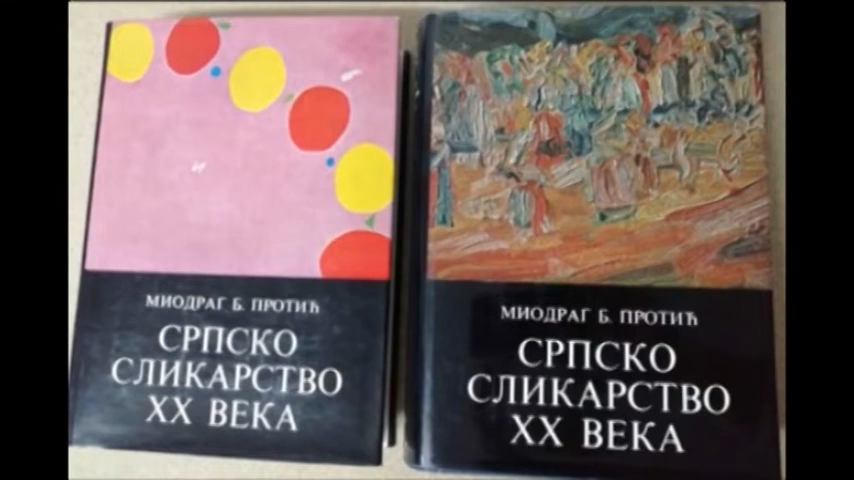 МИОДРАГ Б. ПРОТИЋ
СРПСКО
СЛИКАРСТВО
XX ВЕКА
МИОДРАГ Б. ПРОТИЋ
СРПСКО
СЛИКАРСТВО
XX ВЕКА